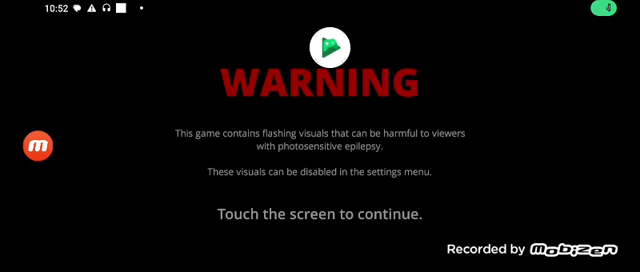 10:52
WARNING
This game contains flashing visuals that can be harmful to viewers
with photosensitive epilepsy.
These visuals can be disabled in the settings menu.
Touch the screen to continue.
Recorded by Mobizen